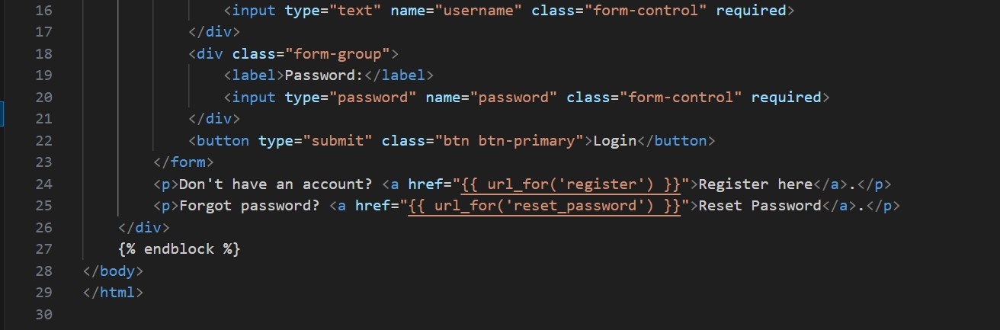 16 <input type="text" name="username" class="form-control" required>
17 </div>
18 <div class="form-group">
19 <label>Password:</label>
20 <input type="password" name="password" class="form-control" required>
21 </div>
22 <button type="submit" class="btn btn-primary">Login</button>
23 </form>
24 <p>Don't have an account? <a href="{{ url_for('register') }}">Register here</a>.</p>
25 <p>Forgot password? <a href="{{ url_for('reset_password') }}">Reset Password</a>.</p>
26 </div>
27 {% endblock %}
28 </body>
29 </html>
30